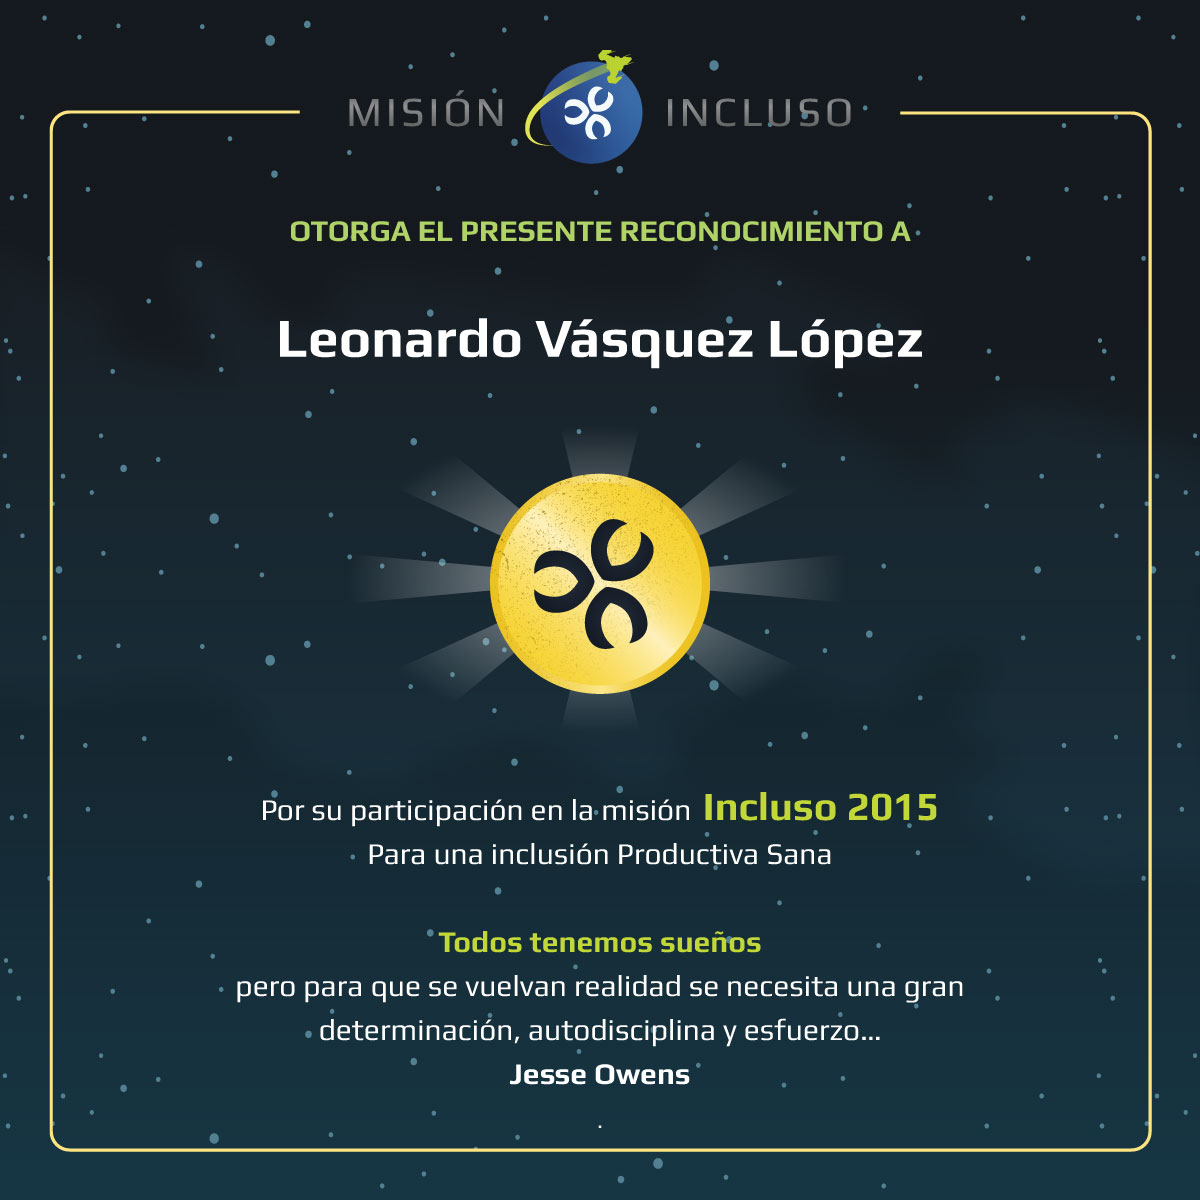 MISIÓN INCLUSO
OTORGA EL PRESENTE RECONOCIMIENTO A
Leonardo Vásquez López
Por su participación en la misión Incluso 2015
Para una inclusión Productiva Sana
Todos tenemos sueños
pero para que se vuelvan realidad se necesita una gran
determinación, autodisciplina y esfuerzo...
Jesse Owens
.